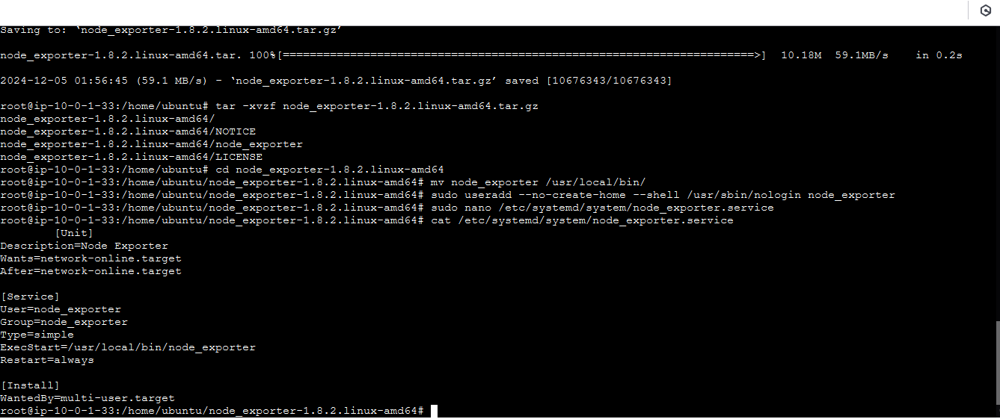 Saving to: ‘node_exporter-1.8.2.linux-amd64.tar.gz’
node_exporter-1.8.2.linux-amd64.tar. 100%[======================================================================>] 10.18M 59.1MB/s in 0.2s
2024-12-05 01:56:45 (59.1 MB/s) - ‘node_exporter-1.8.2.linux-amd64.tar.gz’ saved [10676343/10676343]
root@ip-10-0-1-33:/home/ubuntu# tar -xvzf node_exporter-1.8.2.linux-amd64.tar.gz
node_exporter-1.8.2.linux-amd64/
node_exporter-1.8.2.linux-amd64/NOTICE
node_exporter-1.8.2.linux-amd64/node_exporter
node_exporter-1.8.2.linux-amd64/LICENSE
root@ip-10-0-1-33:/home/ubuntu# cd node_exporter-1.8.2.linux-amd64
root@ip-10-0-1-33:/home/ubuntu/node_exporter-1.8.2.linux-amd64# mv node_exporter /usr/local/bin/
root@ip-10-0-1-33:/home/ubuntu/node_exporter-1.8.2.linux-amd64# sudo useradd --no-create-home --shell /usr/sbin/nologin node_exporter
root@ip-10-0-1-33:/home/ubuntu/node_exporter-1.8.2.linux-amd64# sudo nano /etc/systemd/system/node_exporter.service
root@ip-10-0-1-33:/home/ubuntu/node_exporter-1.8.2.linux-amd64# cat /etc/systemd/system/node_exporter.service
[Unit]
Description=Node Exporter
Wants=network-online.target
After=network-online.target
[Service]
User=node_exporter
Group=node_exporter
Type=simple
ExecStart=/usr/local/bin/node_exporter
Restart=always
[Install]
WantedBy=multi-user.target
root@ip-10-0-1-33:/home/ubuntu/node_exporter-1.8.2.linux-amd64#